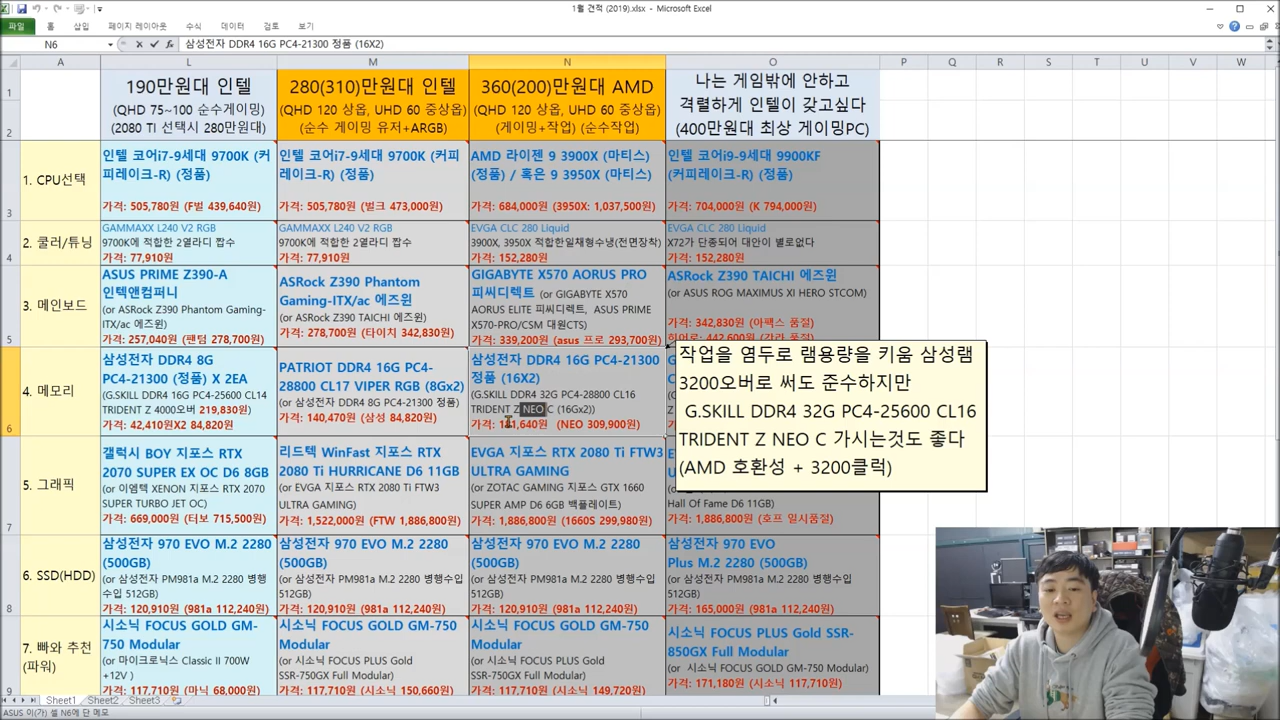 1월 견적 (2019).xlsx - Microsoft Excel
파일 홈 삽입 페이지 레이아웃 수식 데이터 검토 보기
N6 삼성전자 DDR4 16G PC4-21300 정품 (16X2)
A L M N O P Q R S T U V W
1
2
190만원대 인텔
(QHD 75~100 순수게이밍)
(2080 TI 선택시 280만원대)
280(310)만원대 인텔
(QHD 120 상옵, UHD 60 중상옵)
(순수 게이밍 유저+ARGB)
360(200)만원대 AMD
(QHD 120 상옵, UHD 60 중상옵)
(게이밍+작업) (순수작업)
나는 게임밖에 안하고
격렬하게 인텔이 갖고싶다
(400만원대 최상 게이밍PC)
3
1. CPU선택
인텔 코어i7-9세대 9700K (커
피레이크-R) (정품)
가격: 505,780원 (F벌 439,640원)
인텔 코어i7-9세대 9700K (커피
레이크-R) (정품)
가격: 505,780원 (벌크 473,000원)
AMD 라이젠 9 3900X (마티스)
(정품) / 혹은 9 3950X (마티스)
가격: 684,000원 (3950X: 1,037,500원)
인텔 코어i9-9세대 9900KF
(커피레이크-R) (정품)
가격: 704,000원 (K 794,000원)
4
2. 쿨러/튜닝
GAMMAXX L240 V2 RGB
9700K에 적합한 2열라디 짭수
가격: 77,910원
GAMMAXX L240 V2 RGB
9700K에 적합한 2열라디 짭수
가격: 77,910원
EVGA CLC 280 Liquid
3900X, 3950X 적합한일체형수냉(전면장착)
가격: 152,280원
EVGA CLC 280 Liquid
X72가 단종되어 대안이 별로없다
가격: 152,280원
5
3. 메인보드
ASUS PRIME Z390-A
인텍앤컴퍼니
(or ASRock Z390 Phantom Gaming-
ITX/ac 에즈윈)
가격: 257,040원 (팬텀 278,700원)
ASRock Z390 Phantom
Gaming-ITX/ac 에즈윈
(or ASRock Z390 TAICHI 에즈윈)
가격: 278,700원 (타이치 342,830원)
GIGABYTE X570 AORUS PRO
피씨디렉트 (or GIGABYTE X570
AORUS ELITE 피씨디렉트, ASUS PRIME
X570-PRO/CSM 대원CTS)
가격: 339,200원 (asus 프로 293,700원)
ASRock Z390 TAICHI 에즈윈
(or ASUS ROG MAXIMUS XI HERO STCOM)
가격: 342,830원 (아팩스 품절)
6
4. 메모리
삼성전자 DDR4 8G
PC4-21300 (정품) X 2EA
(G.SKILL DDR4 16G PC4-25600 CL14
TRIDENT Z 4000오버 219,830원)
가격: 42,410원X2 84,820원
PATRIOT DDR4 16G PC4-
28800 CL17 VIPER RGB (8Gx2)
(or 삼성전자 DDR4 8G PC4-21300 정품)
가격: 140,470원 (삼성 84,820원)
삼성전자 DDR4 16G PC4-21300
정품 (16X2)
(G.SKILL DDR4 32G PC4-28800 CL16
TRIDENT Z NEO C (16Gx2))
가격: 1 1,640원 (NEO 309,900원)
작업을 염두로 램용량을 키움 삼성램
3200오버로 써도 준수하지만
G.SKILL DDR4 32G PC4-25600 CL16
TRIDENT Z NEO C 가시는것도 좋다
(AMD 호환성 + 3200클럭)
7
5. 그래픽
갤럭시 BOY 지포스 RTX
2070 SUPER EX OC D6 8GB
(or 이엠텍 XENON 지포스 RTX 2070
SUPER TURBO JET OC)
가격: 669,000원 (터보 715,500원)
리드텍 WinFast 지포스 RTX
2080 Ti HURRICANE D6 11GB
(or EVGA 지포스 RTX 2080 Ti FTW3
ULTRA GAMING)
가격: 1,522,000원 (FTW 1,886,800원)
EVGA 지포스 RTX 2080 Ti FTW3
ULTRA GAMING
(or ZOTAC GAMING 지포스 GTX 1660
SUPER AMP D6 6GB 백플레이트)
가격: 1,886,800원 (1660S 299,980원)
Hall Of Fame D6 11GB)
가격: 1,886,800원 (호프 일시품절)
8
6. SSD(HDD)
삼성전자 970 EVO M.2 2280
(500GB)
(or 삼성전자 PM981a M.2 2280 병행
수입 512GB)
가격: 120,910원 (981a 112,240원)
삼성전자 970 EVO M.2 2280
(500GB)
(or 삼성전자 PM981a M.2 2280 병행수입
512GB)
가격: 120,910원 (981a 112,240원)
삼성전자 970 EVO M.2 2280
(500GB)
(or 삼성전자 PM981a M.2 2280 병행수입
512GB)
가격: 120,910원 (981a 112,240원)
삼성전자 970 EVO
Plus M.2 2280 (500GB)
(or 삼성전자 PM981a M.2 2280 병행수입
512GB)
가격: 165,000원 (981a 112,240원)
9
7. 빠와 추천
(파워)
시소닉 FOCUS GOLD GM-
750 Modular
(or 마이크로닉스 Classic II 700W
+12V )
가격: 117,710원 (마닉 68,000원)
시소닉 FOCUS GOLD GM-750
Modular
(or 시소닉 FOCUS PLUS Gold
SSR-750GX Full Modular)
가격: 117,710원 (시소닉 150,660원)
시소닉 FOCUS GOLD GM-750
Modular
(or 시소닉 FOCUS PLUS Gold
SSR-750GX Full Modular)
가격: 117,710원 (시소닉 149,720원)
시소닉 FOCUS PLUS Gold SSR-
850GX Full Modular
(or 시소닉 FOCUS GOLD GM-750 Modular)
가격: 171,180원 (시소닉 117,710원)
Sheet1 Sheet2 Sheet3
ASUS 이(가) 셀 N6에 단 메모